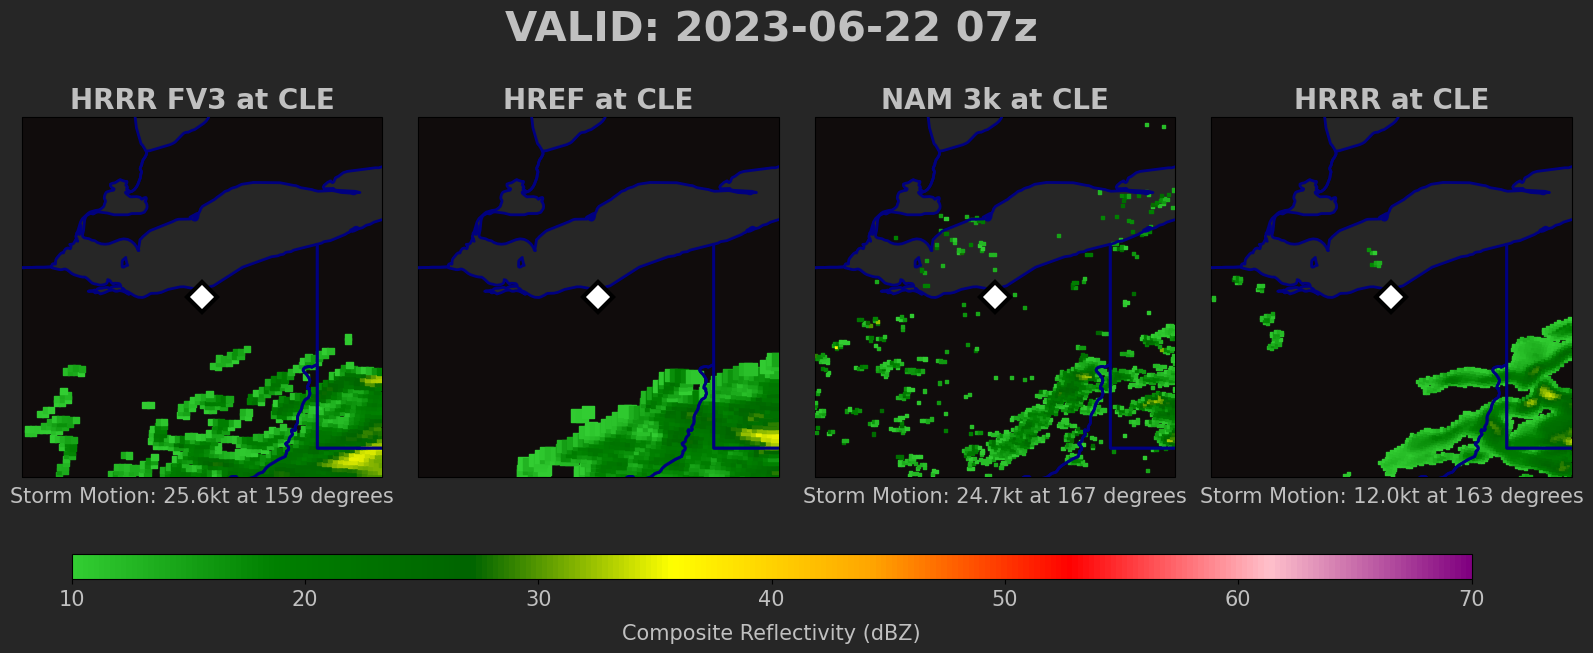 VALID: 2023-06-22 07z
HRRR FV3 at CLE
HREF at CLE
NAM 3k at CLE
HRRR at CLE
Storm Motion: 25.6kt at 159 degrees
Storm Motion: 24.7kt at 167 degrees
Storm Motion: 12.0kt at 163 degrees
10 20 30 40 50 60 70
Composite Reflectivity (dBZ)